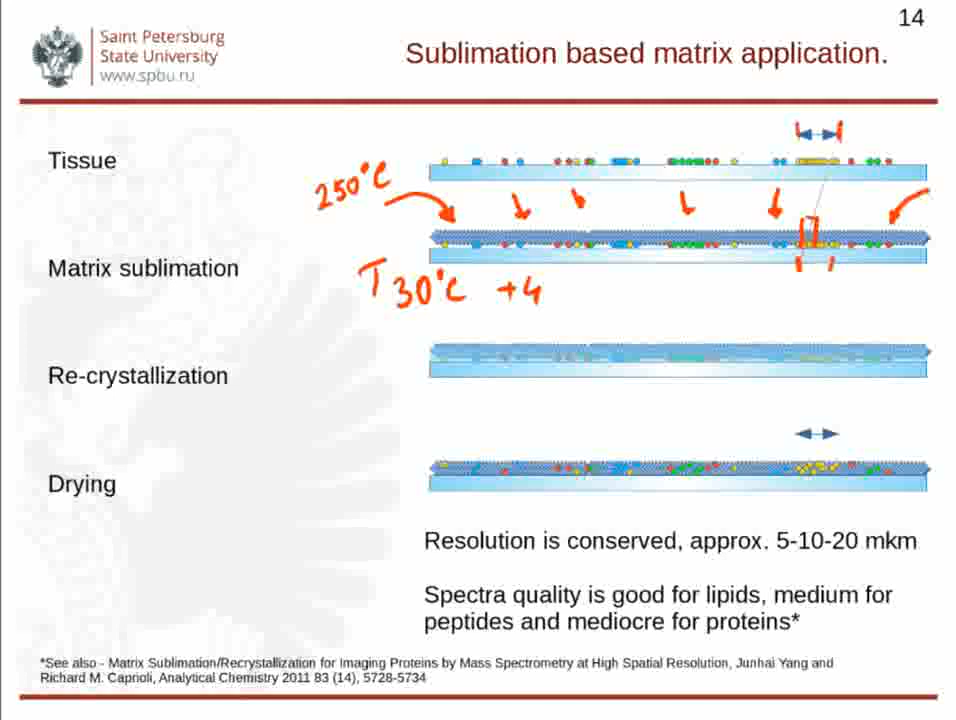 14
Saint Petersburg
State University
www.spbu.ru
Sublimation based matrix application.
Tissue
250°C
Matrix sublimation
T 30°C +4
Re-crystallization
Drying
Resolution is conserved, approx. 5-10-20 mkm
Spectra quality is good for lipids, medium for
peptides and mediocre for proteins*
*See also - Matrix Sublimation/Recrystallization for Imaging Proteins by Mass Spectrometry at High Spatial Resolution, Junhai Yang and
Richard M. Caprioli, Analytical Chemistry 2011 83 (14), 5728-5734